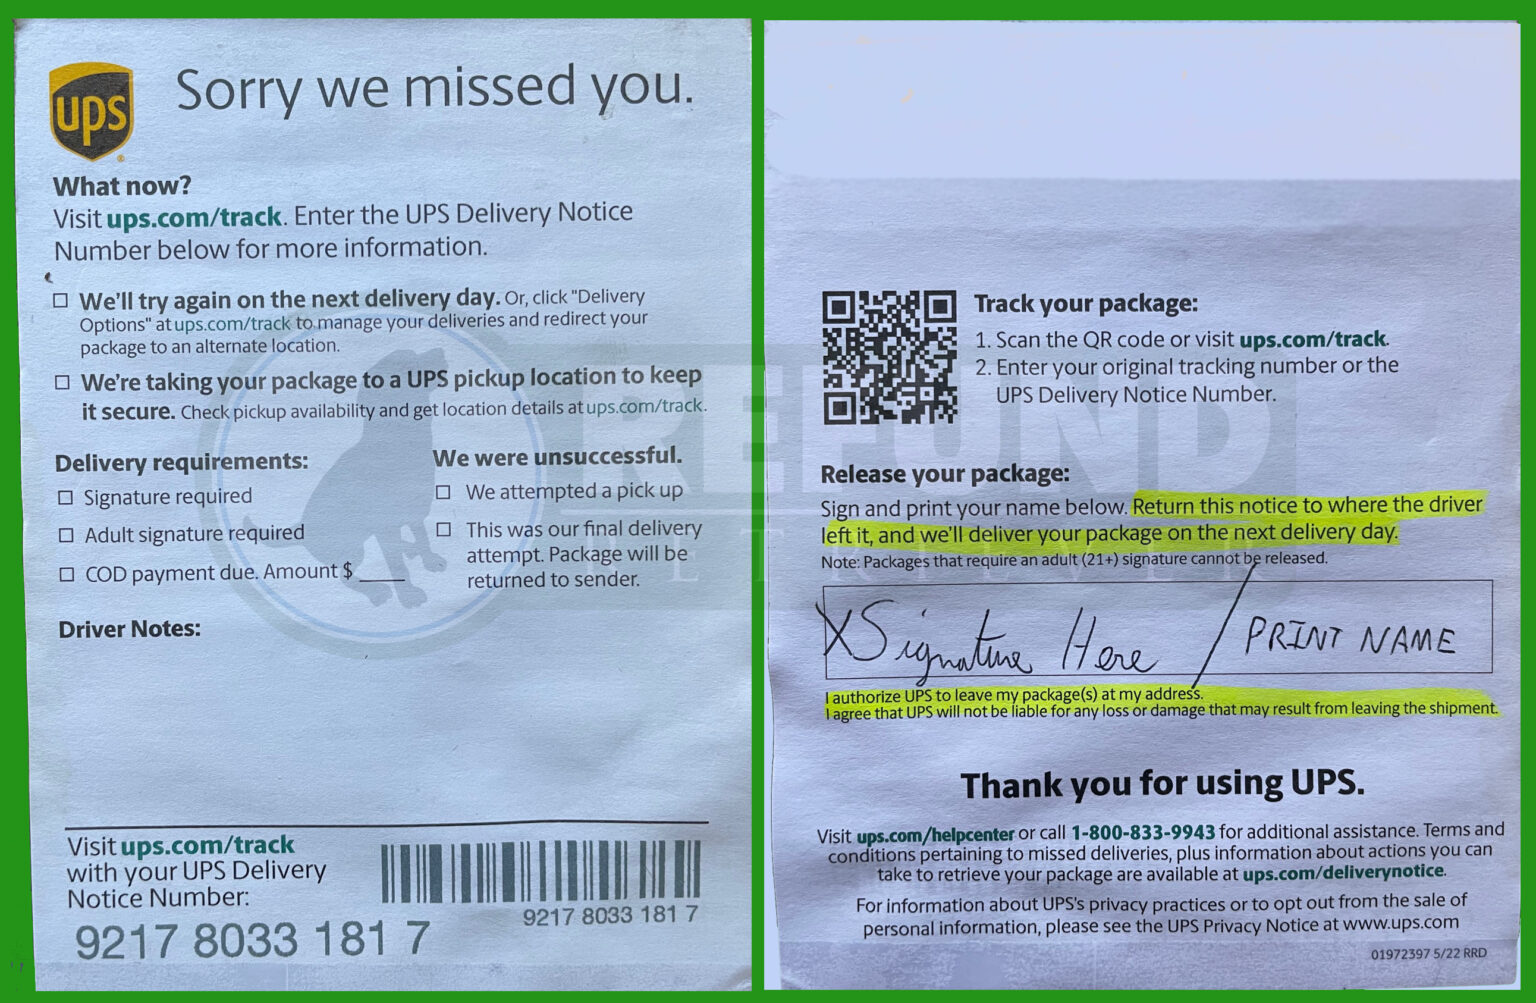 ups
Sorry we missed you.
What now?
Visit ups.com/track. Enter the UPS Delivery Notice
Number below for more information.
We'll try again on the next delivery day. Or, click "Delivery
Options" at ups.com/track to manage your deliveries and redirect your
package to an alternate location.
We're taking your package to a UPS pickup location to keep
it secure. Check pickup availability and get location details at ups.com/track.
Delivery requirements:
Signature required
Adult signature required
COD payment due. Amount $ ____
We were unsuccessful.
We attempted a pick up
This was our final delivery
attempt. Package will be
returned to sender.
Driver Notes:
Visit ups.com/track
with your UPS Delivery
Notice Number:
9217 8033 181 7
9217 8033 181 7
Track your package:
1. Scan the QR code or visit ups.com/track.
2. Enter your original tracking number or the
UPS Delivery Notice Number.
Release your package:
Sign and print your name below. Return this notice to where the driver
left it, and we'll deliver your package on the next delivery day.
Note: Packages that require an adult (21+) signature cannot be released.
X Signature Here / PRINT NAME
I authorize UPS to leave my package(s) at my address.
I agree that UPS will not be liable for any loss or damage that may result from leaving the shipment.
Thank you for using UPS.
Visit ups.com/helpcenter or call 1-800-833-9943 for additional assistance. Terms and
conditions pertaining to missed deliveries, plus information about actions you can
take to retrieve your package are available at ups.com/deliverynotice.
For information about UPS's privacy practices or to opt out from the sale of
personal information, please see the UPS Privacy Notice at www.ups.com
01972397 5/22 RRD
REFUND
RETRIEVER